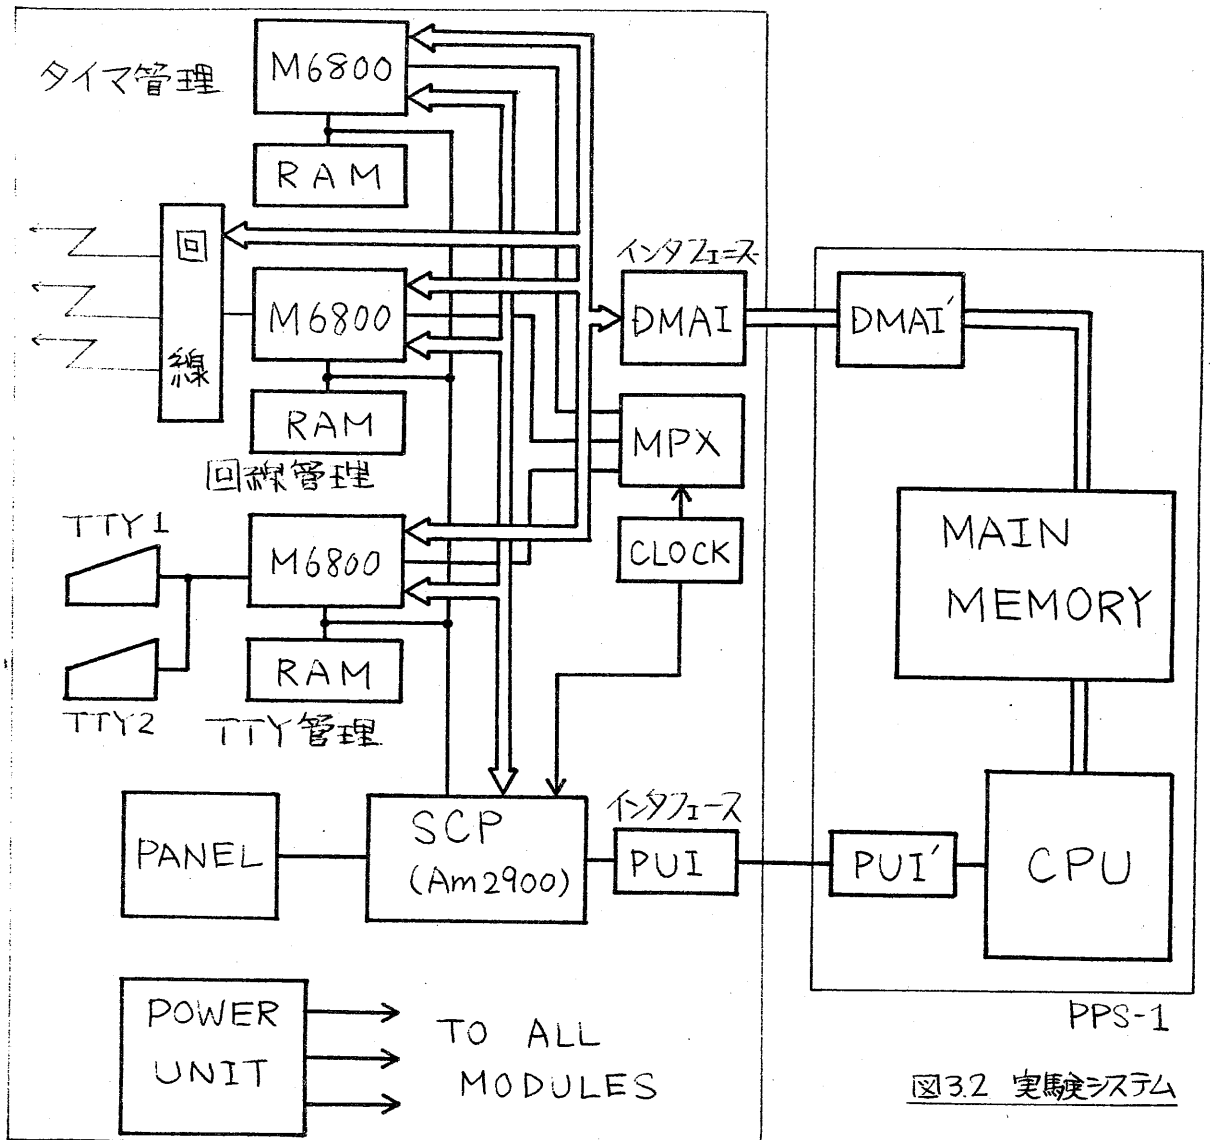 タイマ管理
M6800
RAM
回
線
M6800
RAM
回線管理
TTY1
TTY2
M6800
RAM
TTY管理
インタフェース
DMAI
DMAI′
MPX
CLOCK
MAIN
MEMORY
PANEL
SCP
(Am2900)
インタフェース
PUI
PUI′
CPU
PPS-1
POWER
UNIT
TO ALL
MODULES
図3.2 実験システム